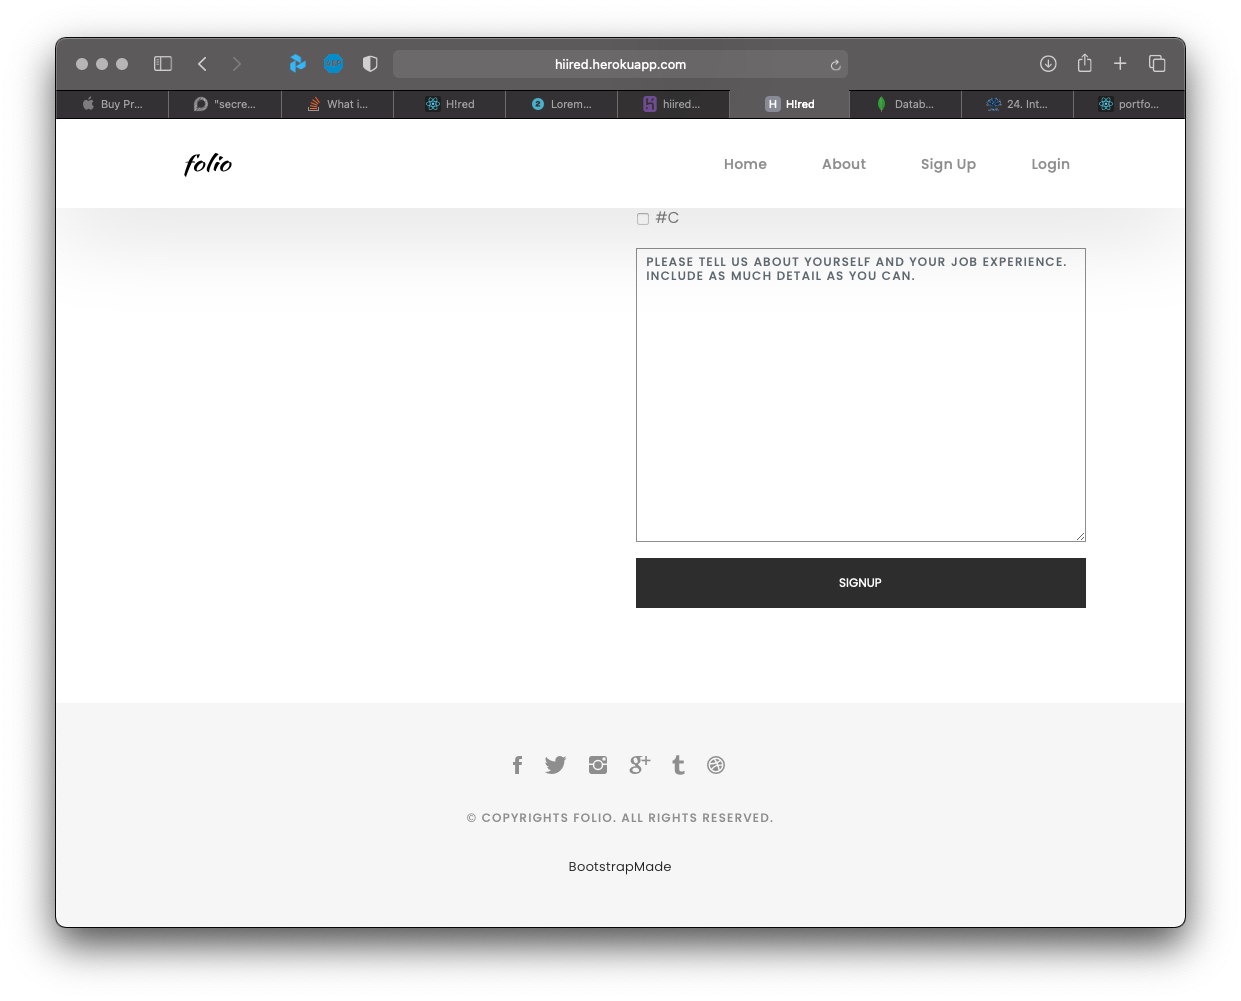 hiired.herokuapp.com
Buy Pr...
"secre...
What i...
H!red
Lorem...
hiired...
H H!red
Datab...
24. Int...
portfo...
folio
Home
About
Sign Up
Login
#C
PLEASE TELL US ABOUT YOURSELF AND YOUR JOB EXPERIENCE.
INCLUDE AS MUCH DETAIL AS YOU CAN.
SIGNUP
© COPYRIGHTS FOLIO. ALL RIGHTS RESERVED.
BootstrapMade